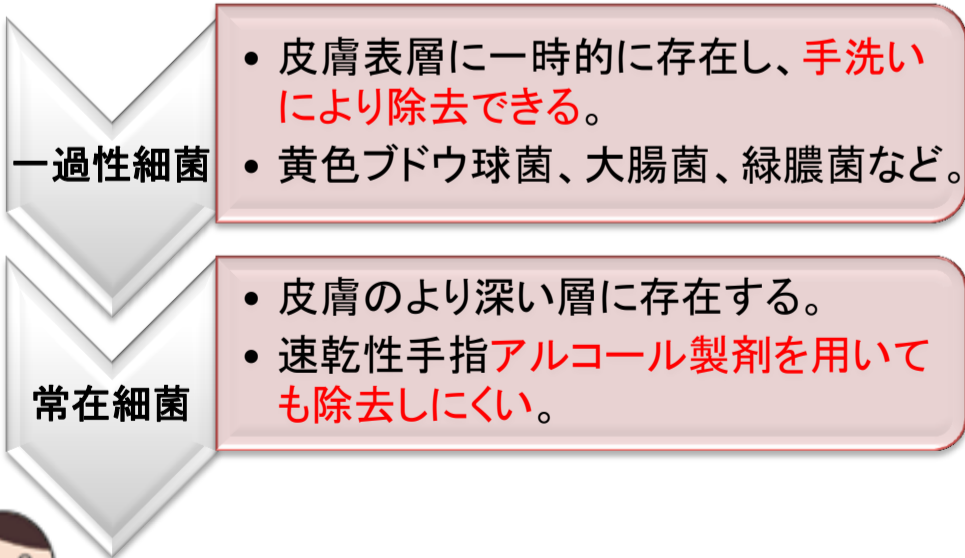 一過性細菌
• 皮膚表層に一時的に存在し、手洗い
により除去できる。
• 黄色ブドウ球菌、大腸菌、緑膿菌など。
常在細菌
• 皮膚のより深い層に存在する。
• 速乾性手指アルコール製剤を用いて
も除去しにくい。